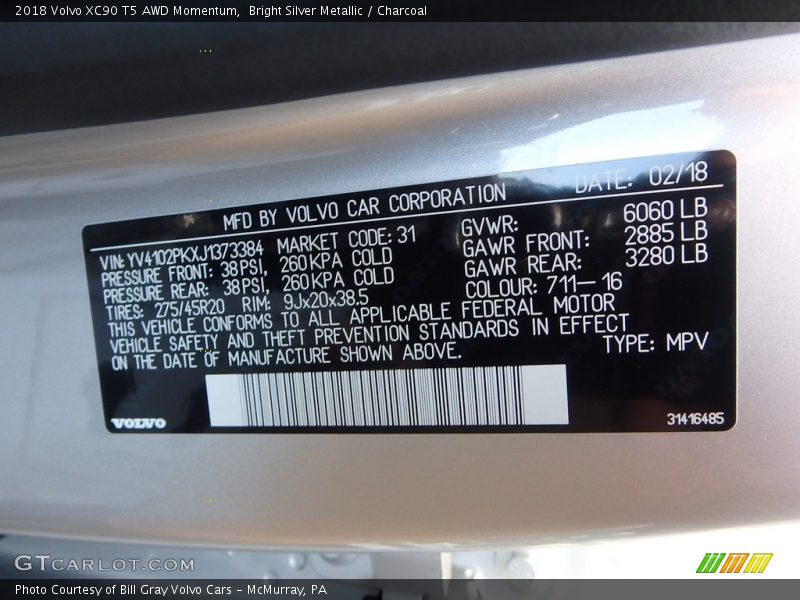 2018 Volvo XC90 T5 AWD Momentum,  Bright Silver Metallic / Charcoal
MFD BY VOLVO CAR CORPORATION DATE: 02/18
VIN: YV4102PKXJ1373384 MARKET CODE: 31 GVWR: 6060 LB
PRESSURE FRONT: 38PSI, 260KPA COLD GAWR FRONT: 2885 LB
PRESSURE REAR: 38PSI, 260KPA COLD GAWR REAR: 3280 LB
TIRES: 275/45R20 RIM: 9Jx20x38.5 COLOUR: 711-16
THIS VEHICLE CONFORMS TO ALL APPLICABLE FEDERAL MOTOR
VEHICLE SAFETY AND THEFT PREVENTION STANDARDS IN EFFECT
ON THE DATE OF MANUFACTURE SHOWN ABOVE. TYPE: MPV
VOLVO 31416485
GTCARLOT.COM
Photo Courtesy of Bill Gray Volvo Cars - McMurray, PA